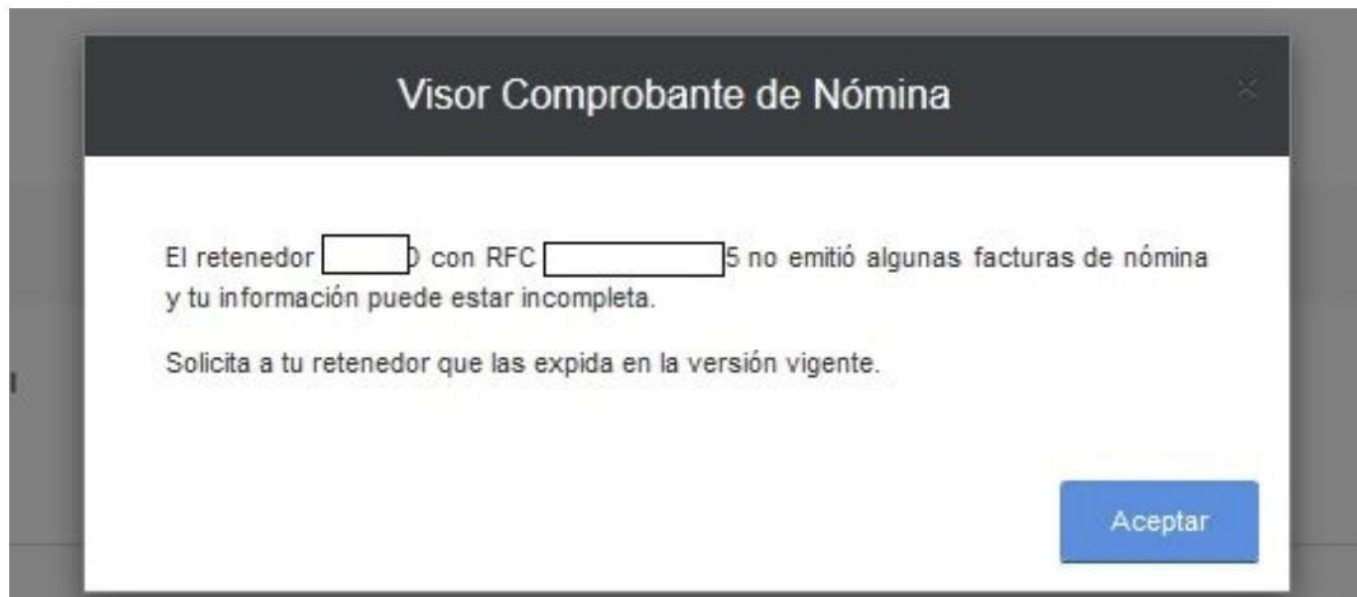 Visor Comprobante de Nómina
El retenedor con RFC 5 no emitió algunas facturas de nómina
y tu información puede estar incompleta.
Solicita a tu retenedor que las expida en la versión vigente.
Aceptar